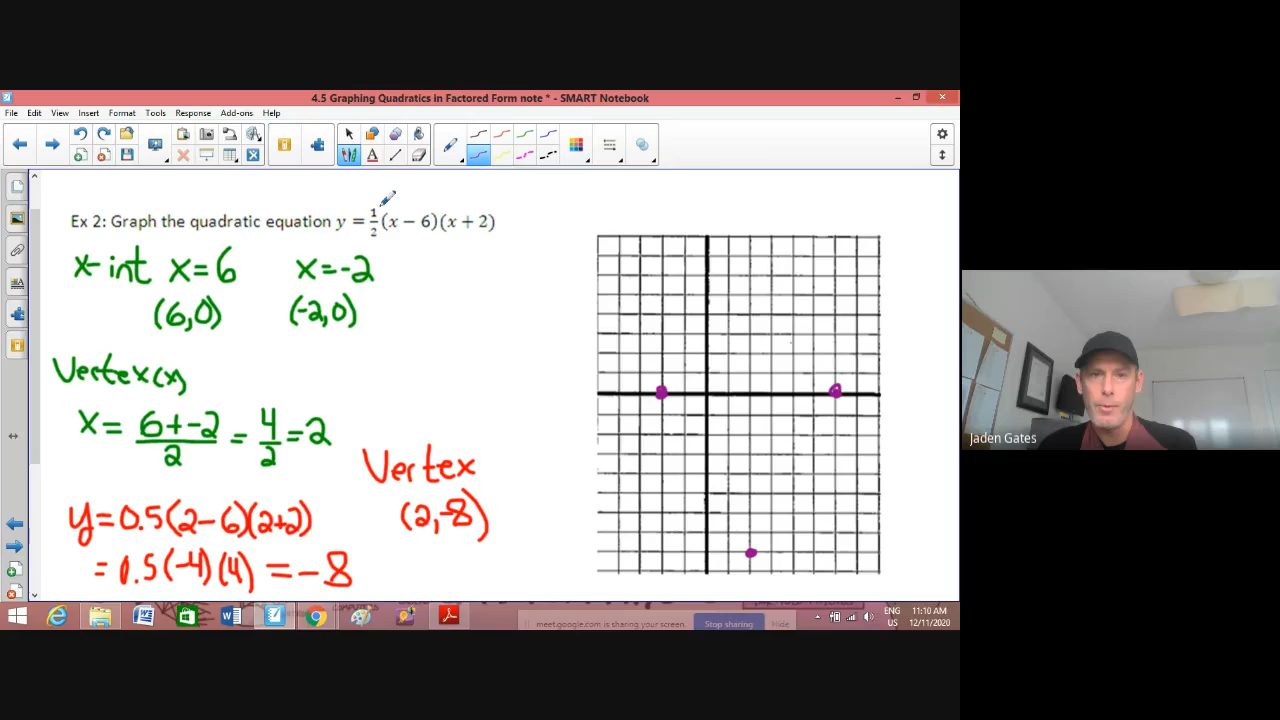 4.5 Graphing Quadratics in Factored Form note * - SMART Notebook
File Edit View Insert Format Tools Response Add-ons Help
Ex 2: Graph the quadratic equation y = 1/2 (x − 6)(x + 2)
x-int x=6 x=-2
(6,0) (-2,0)
Vertex(x)
x= 6+-2/2 = 4/2 = 2
Vertex
(2,-8)
y=0.5(2-6)(2+2)
= 0.5(-4)(4) = -8
Jaden Gates
meet.google.com is sharing your screen.
Stop sharing
Hide
ENG
US
11:10 AM
12/11/2020